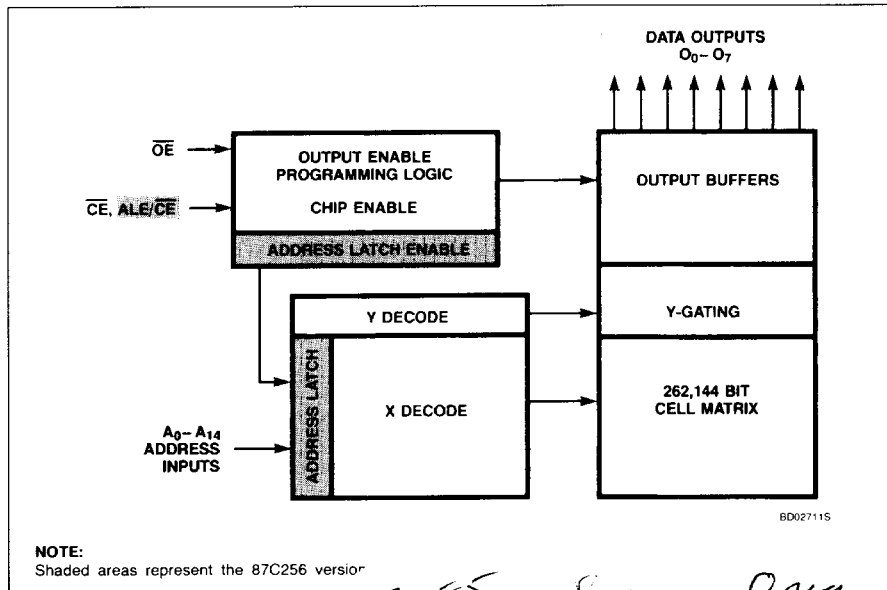 DATA OUTPUTS
O₀–O₇
OE
OUTPUT ENABLE
PROGRAMMING LOGIC
CE, ALE/CE
CHIP ENABLE
ADDRESS LATCH ENABLE
OUTPUT BUFFERS
Y DECODE
Y-GATING
ADDRESS LATCH
X DECODE
262,144 BIT
CELL MATRIX
A₀–A₁₄
ADDRESS
INPUTS
BD02711S
NOTE:
Shaded areas represent the 87C256 version